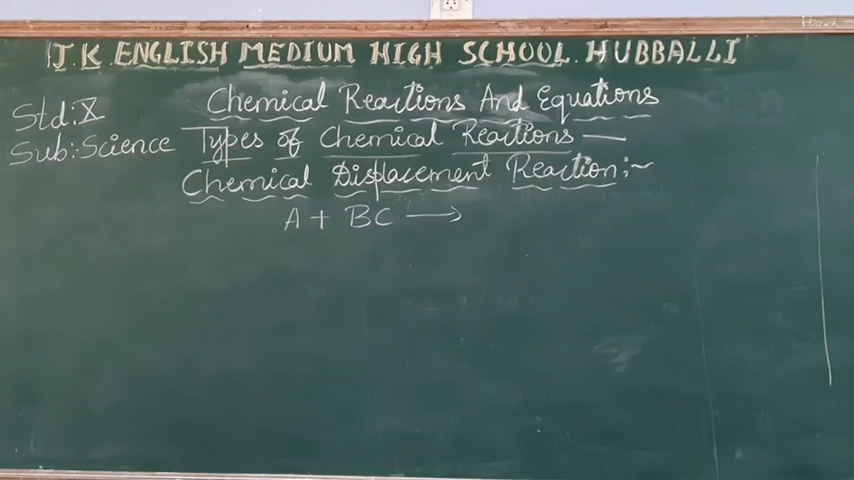 J K ENGLISH MEDIUM HIGH SCHOOL. HUBBALLI
Std:X
Chemical Reactions And Equations
Sub:Science
Types of Chemical Reactions —
Chemical Displacement Reaction:~
A + BC →